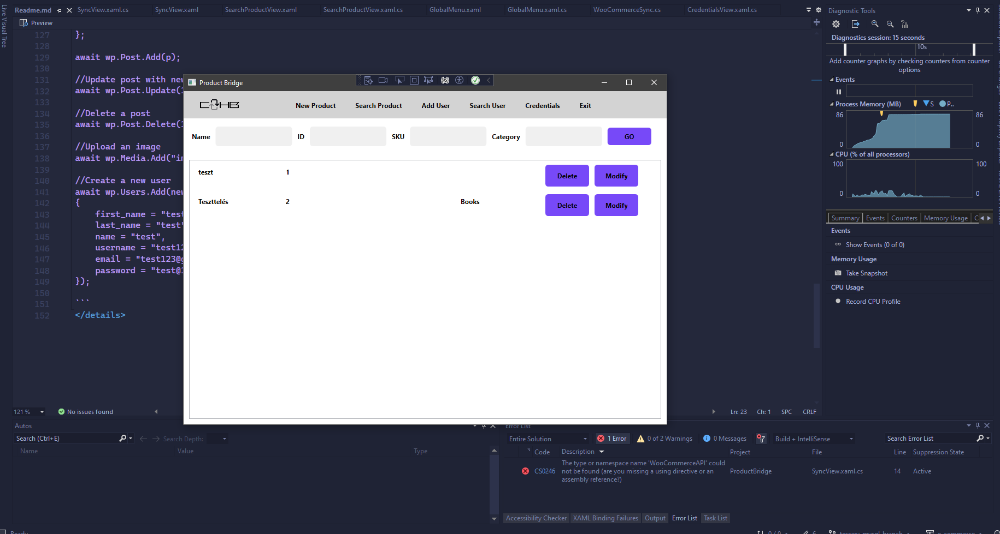 Live Visual Tree
Readme.md
SyncView.xaml.cs
SyncView.xaml
SearchProductView.xaml
SearchProductView.xaml.cs
GlobalMenu.xaml
GlobalMenu.xaml.cs
WooCommerceSync.cs
CredentialsView.xaml.cs
Preview
127 };
128
129 await wp.Post.Add(p);
130
131 //Update post with new
132 await wp.Post.Update(
133
134 //Delete a post
135 await wp.Post.Delete(
136
137 //Upload an image
138 await wp.Media.Add("i
139
140 //Create a new user
141 await wp.Users.Add(new
142 {
143 first_name = "test
144 last_name = "test"
145 name = "test",
146 username = "test12
147 email = "test123@g
148 password = "test@1
149 });
150
151 ```
152 </details>
Product Bridge
New Product
Search Product
Add User
Search User
Credentials
Exit
Name
ID
SKU
Category
GO
teszt 1 Delete Modify
Teszttelés 2 Books Delete Modify
121 %
No issues found
Ln: 23 Ch: 1 SPC CRLF
Diagnostic Tools
Diagnostics session: 15 seconds
10s
Add counter graphs by checking counters from counter
options
Events
Process Memory (MB) S P..
86 86
0 0
CPU (% of all processors)
100 100
0 0
Summary Events Counters Memory Usage C
Events
Show Events (0 of 0)
Memory Usage
Take Snapshot
CPU Usage
Record CPU Profile
Autos
Search (Ctrl+E)
Search Depth:
Name Value Type
Error List
Entire Solution
1 Error
0 of 2 Warnings
0 Messages
Build + IntelliSense
Search Error List
Code Description Project File Line Suppression State
CS0246
The type or namespace name 'WooCommerceAPI' could
not be found (are you missing a using directive or an
assembly reference?)
ProductBridge
SyncView.xaml.cs
14
Active
Accessibility Checker
XAML Binding Failures
Output
Error List
Task List
Ready
0 / 0
6